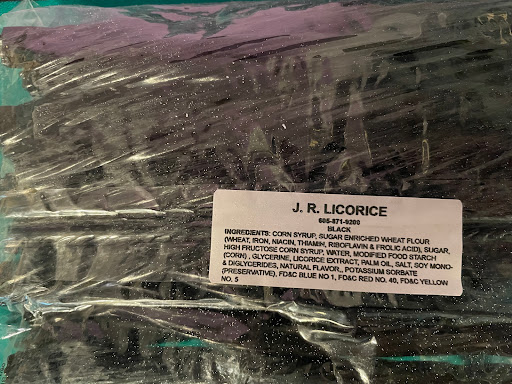 J. R. LICORICE
605-871-9200
BLACK
INGREDIENTS: CORN SYRUP, SUGAR ENRICHED WHEAT FLOUR
(WHEAT, IRON, NIACIN, THIAMIN, RIBOFLAVIN & FROLIC ACID), SUGAR,
HIGH FRUCTOSE CORN SYRUP, WATER, MODIFIED FOOD STARCH
(CORN) , GLYCERINE, LICORICE EXTRACT, PALM OIL, SALT, SOY MONO-
& DIGLYCERIDES, NATURAL FLAVOR,, POTASSIUM SORBATE
(PRESERVATIVE), FD&C BLUE NO 1, FD&C RED NO. 40, FD&C YELLOW
NO. 5